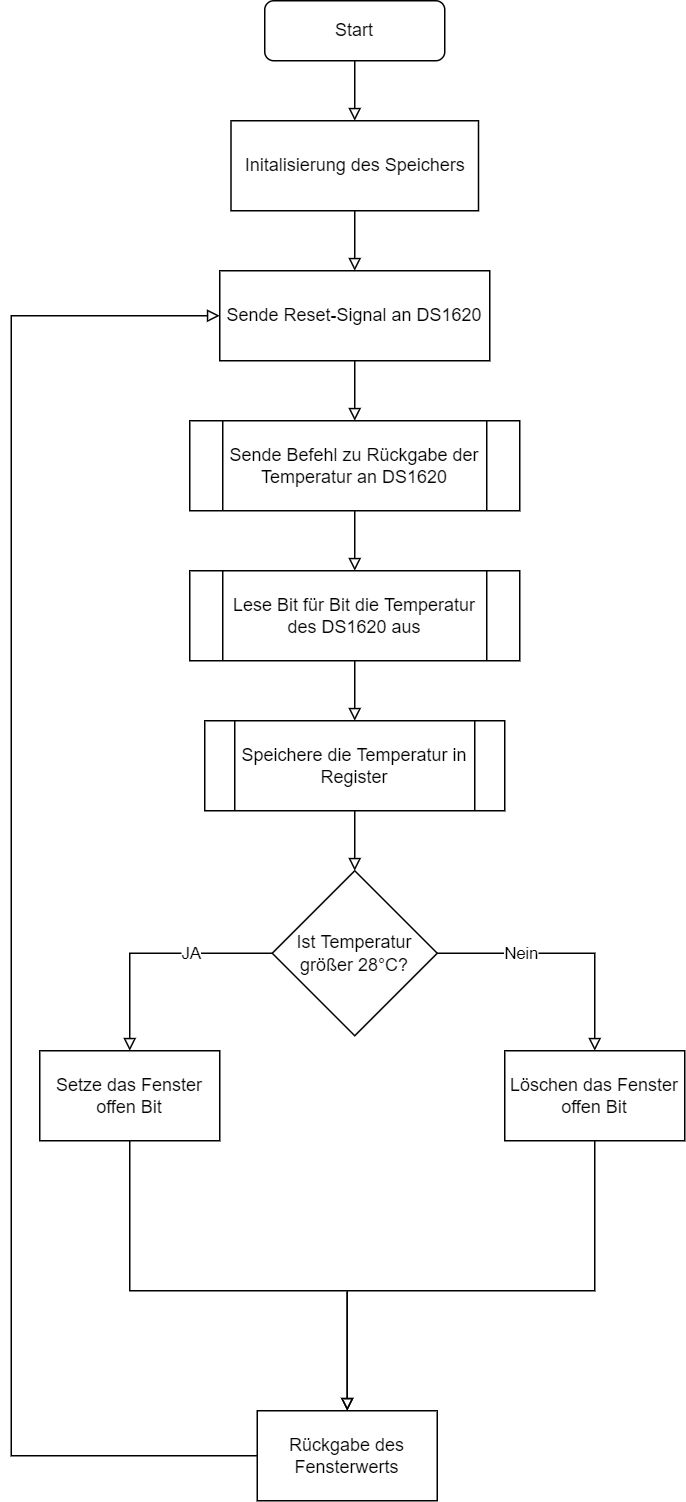 Start
Initalisierung des Speichers
Sende Reset-Signal an DS1620
Sende Befehl zu Rückgabe der
Temperatur an DS1620
Lese Bit für Bit die Temperatur
des DS1620 aus
Speichere die Temperatur in
Register
Ist Temperatur
größer 28°C?
JA
Nein
Setze das Fenster
offen Bit
Löschen das Fenster
offen Bit
Rückgabe des
Fensterwerts